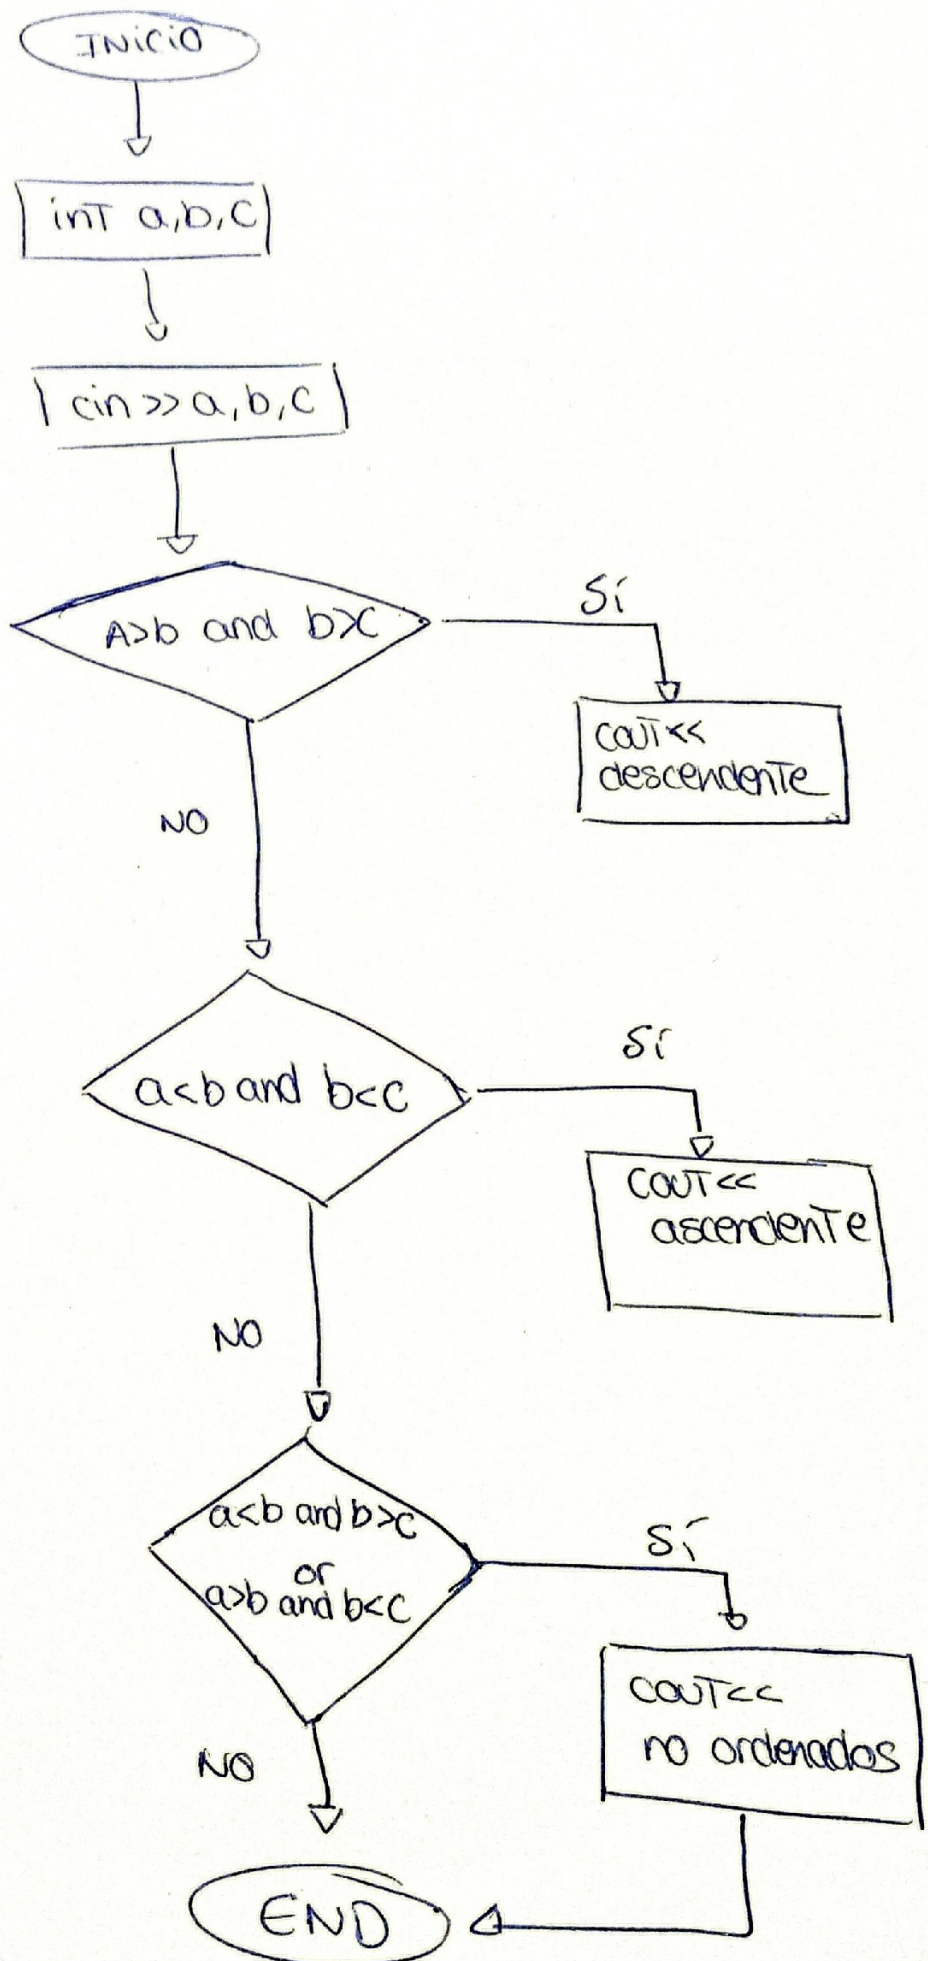 INICIO
int a,b,c
cin >> a,b,c
A>b and b>c
Sí
cout<<
descendente
NO
a<b and b<c
Sí
cout<<
ascendente
NO
a<b and b>c
or
a>b and b<c
Sí
cout<<
no ordenados
NO
END